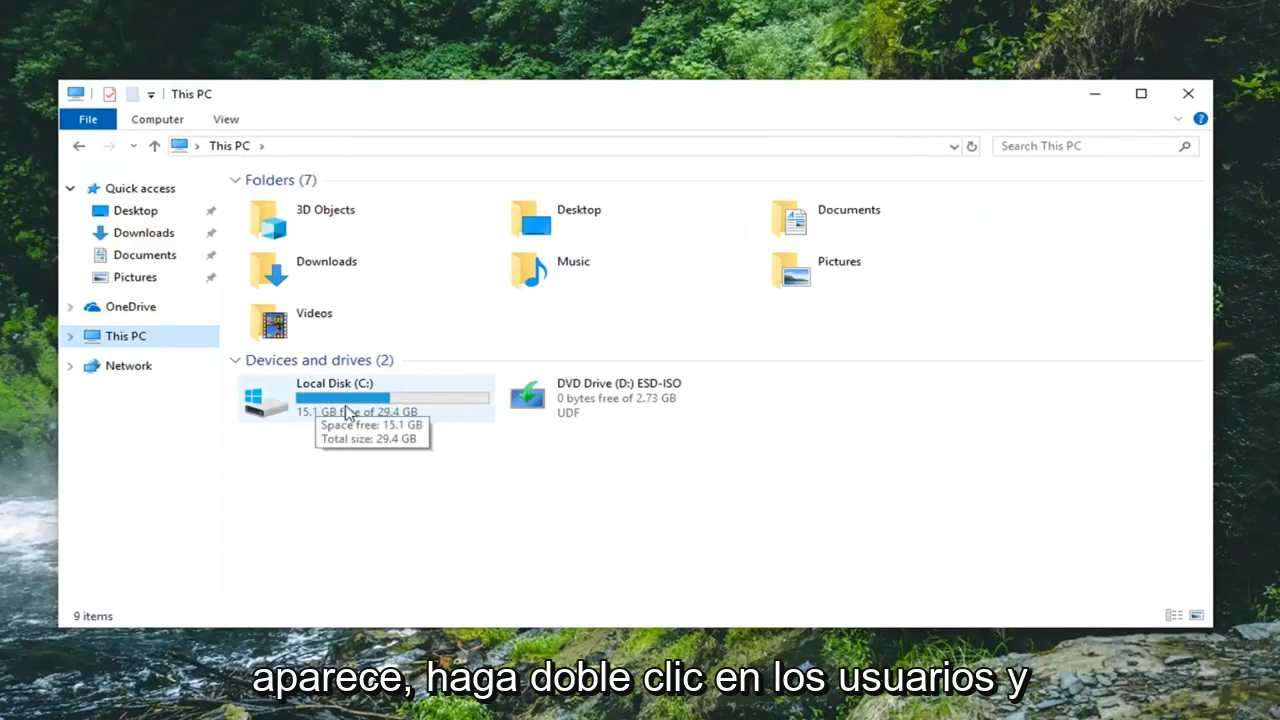 This PC
File Computer View
This PC
Search This PC
Quick access
Desktop
Downloads
Documents
Pictures
OneDrive
This PC
Network
Folders (7)
3D Objects
Desktop
Documents
Downloads
Music
Pictures
Videos
Devices and drives (2)
Local Disk (C:)
15.1 GB free of 29.4 GB
Space free: 15.1 GB
Total size: 29.4 GB
DVD Drive (D:) ESD-ISO
0 bytes free of 2.73 GB
UDF
9 items
aparece, haga doble clic en los usuarios y